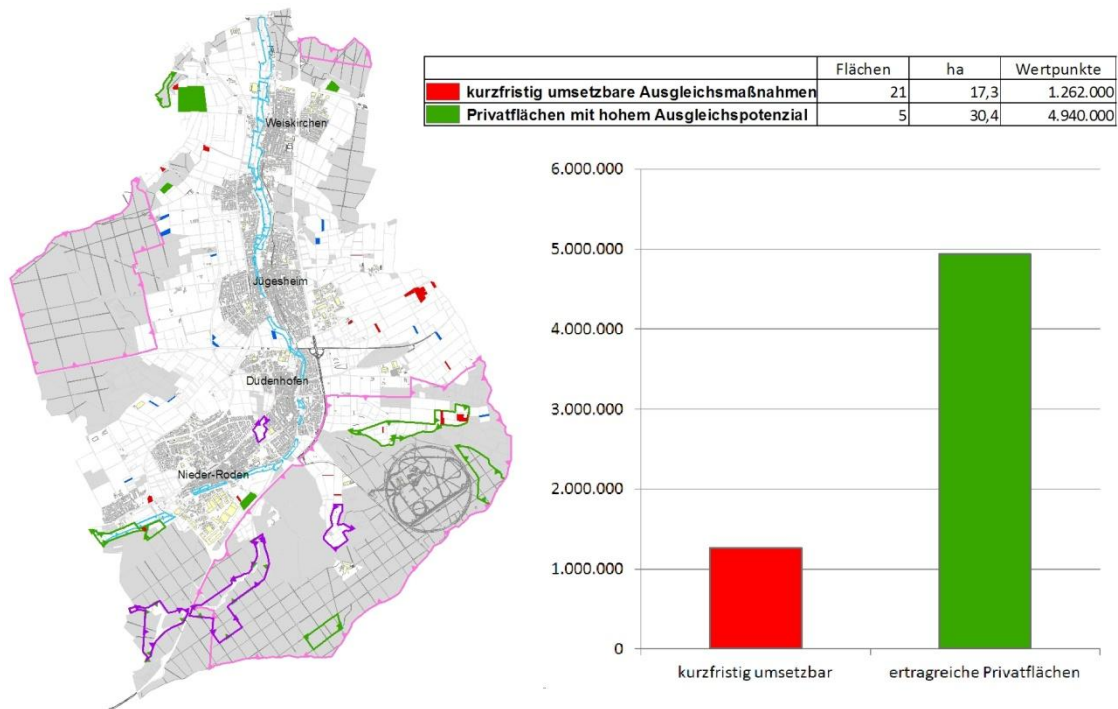 Flächen ha Wertpunkte
kurzfristig umsetzbare Ausgleichsmaßnahmen 21 17,3 1.262.000
Privatflächen mit hohem Ausgleichspotenzial 5 30,4 4.940.000
Weiskirchen
Jügesheim
Dudenhofen
Nieder-Roden
6.000.000
5.000.000
4.000.000
3.000.000
2.000.000
1.000.000
0
kurzfristig umsetzbar ertragreiche Privatflächen